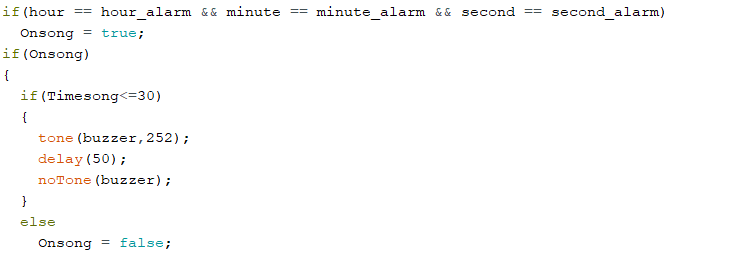 if(hour == hour_alarm && minute == minute_alarm && second == second_alarm)
  Onsong = true;
if(Onsong)
{
  if(Timesong<=30)
  {
    tone(buzzer,252);
    delay(50);
    noTone(buzzer);
  }
  else
    Onsong = false;